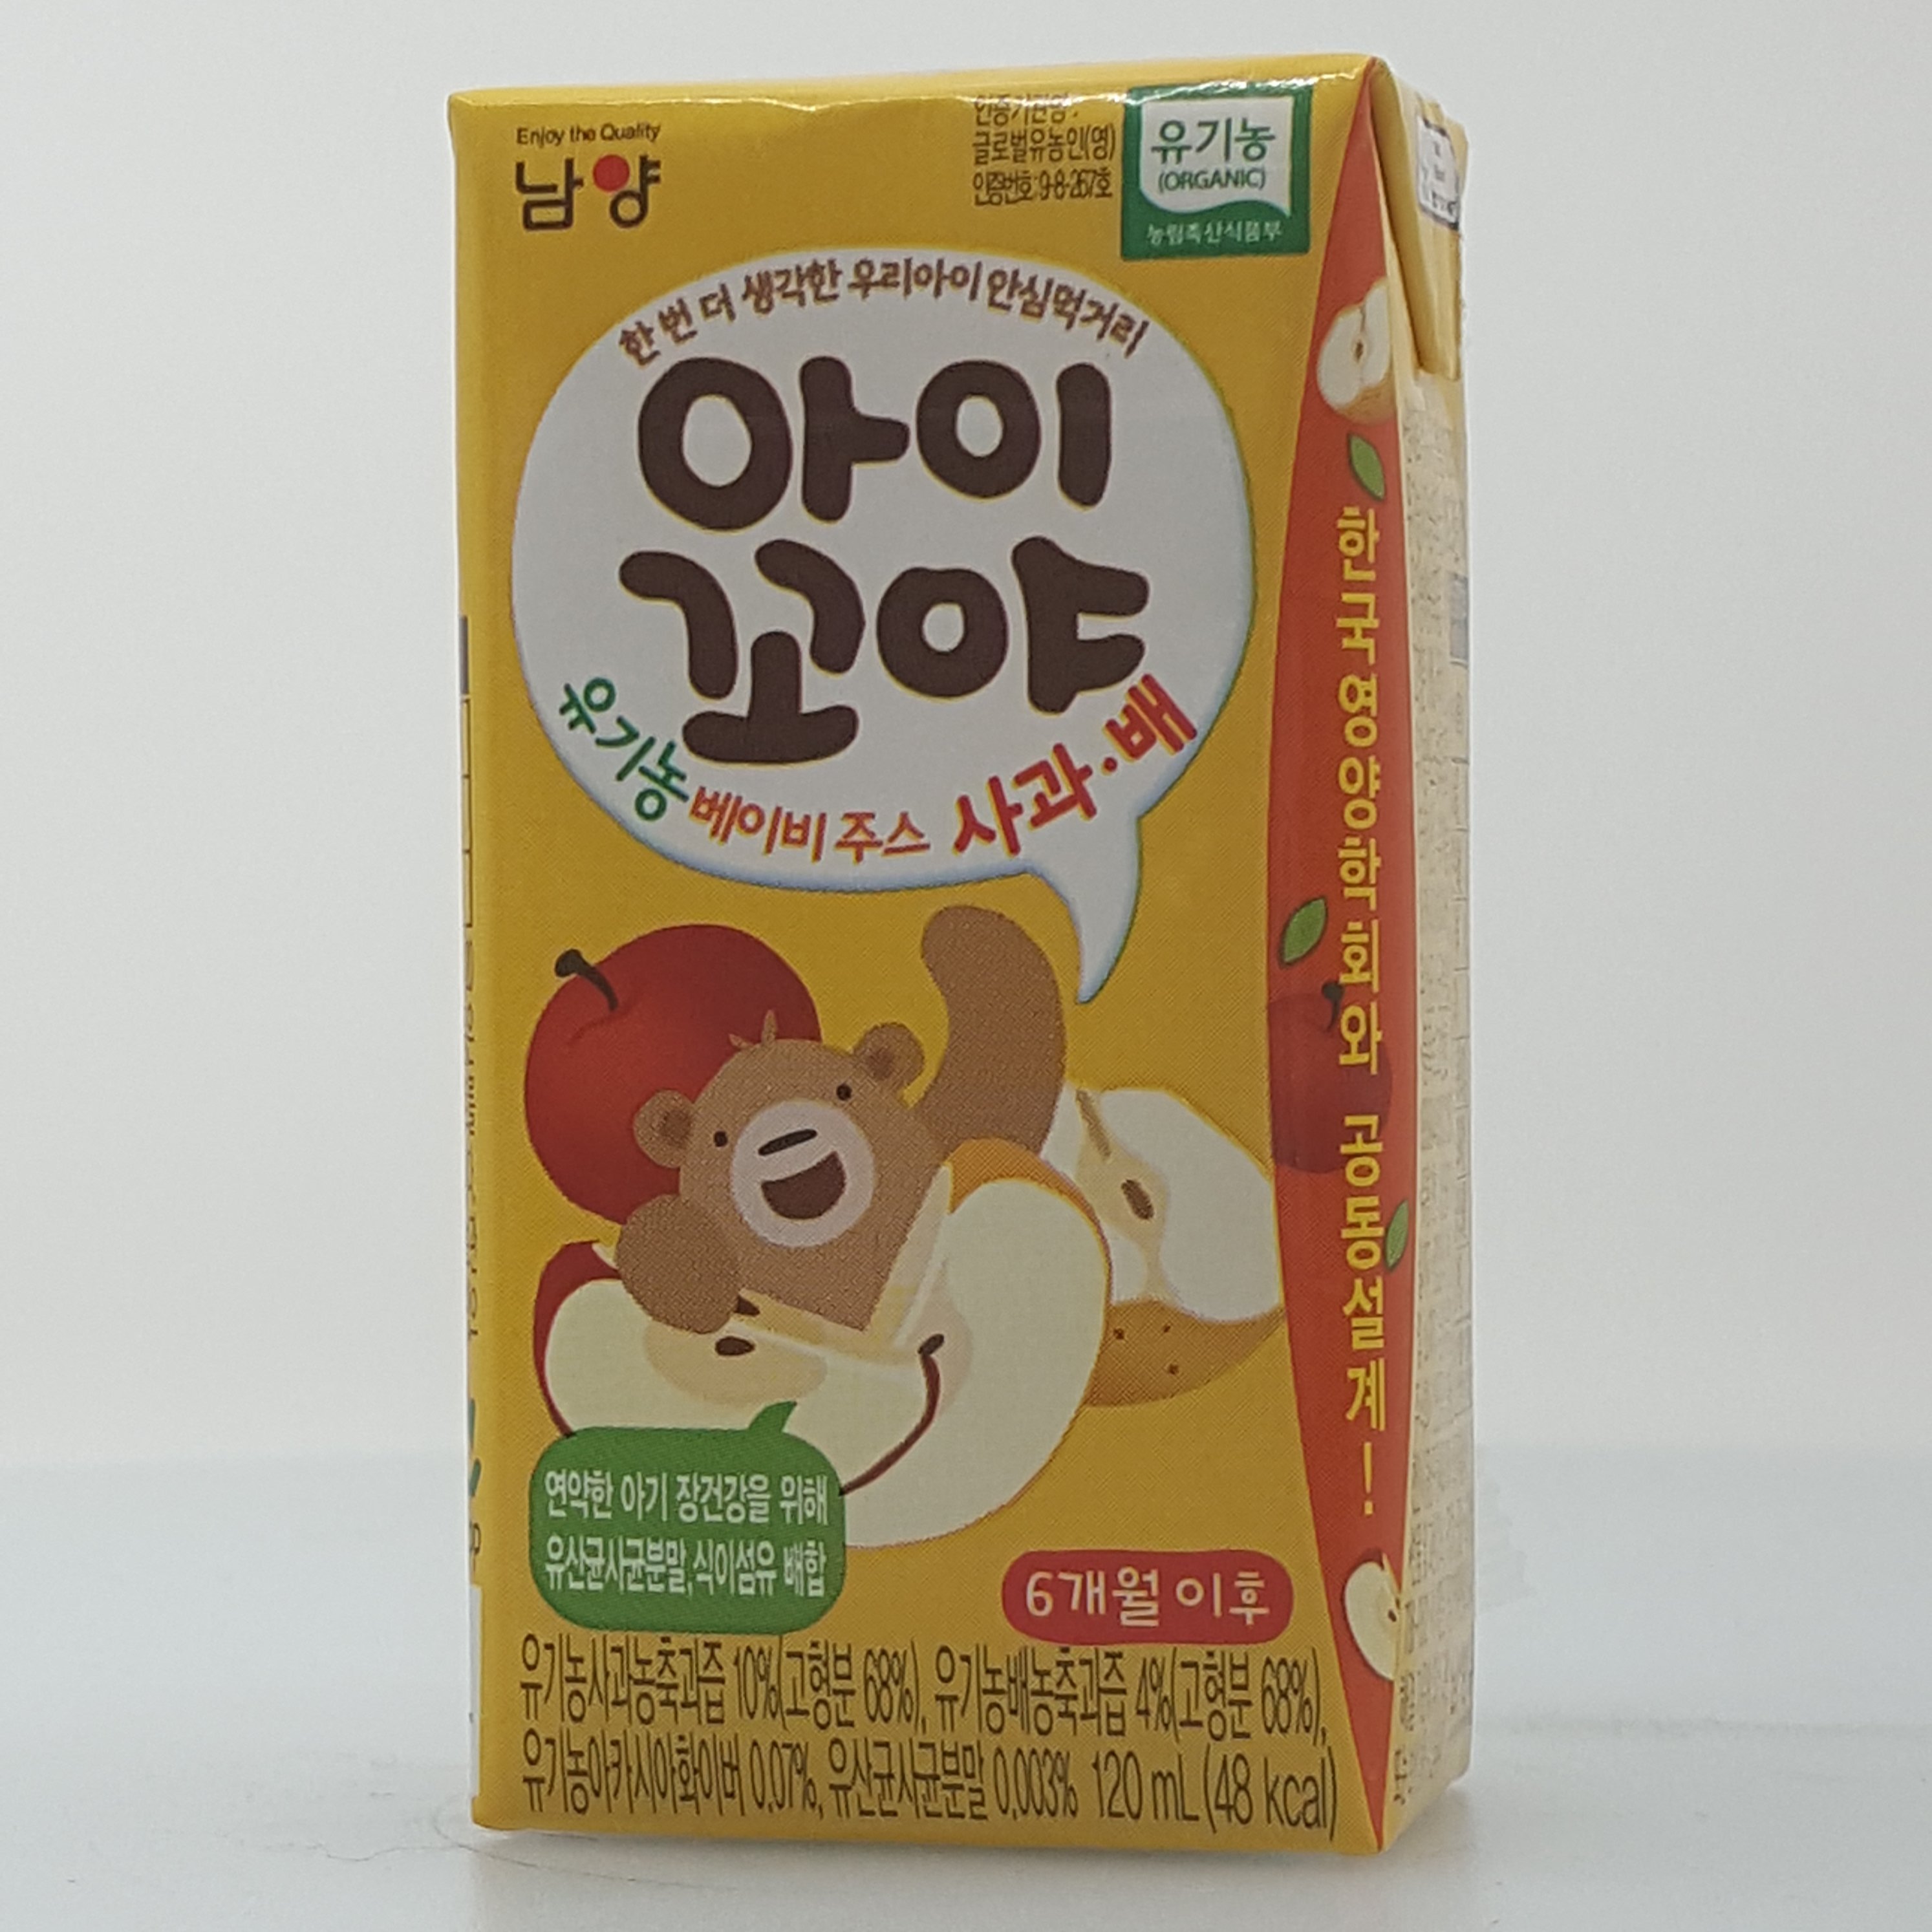 Enjoy the Quality
남양
인증기관명 :
글로벌유농인(영)
인증번호:9-8-267호
유기농
(ORGANIC)
농림축산식품부
한 번 더 생각한 우리아이 안심먹거리
아이
꼬야
유기농 베이비 주스 사과·배
연약한 아기 장건강을 위해
유산균사균분말, 식이섬유 배합
6개월 이후
유기농사과농축과즙 10%(고형분 68%), 유기농배농축과즙 4%(고형분 68%),
유기농아카시아화이버 0.07%, 유산균사균분말 0.003% 120 mL (48 kcal)
한국영양학회와 공동설계!